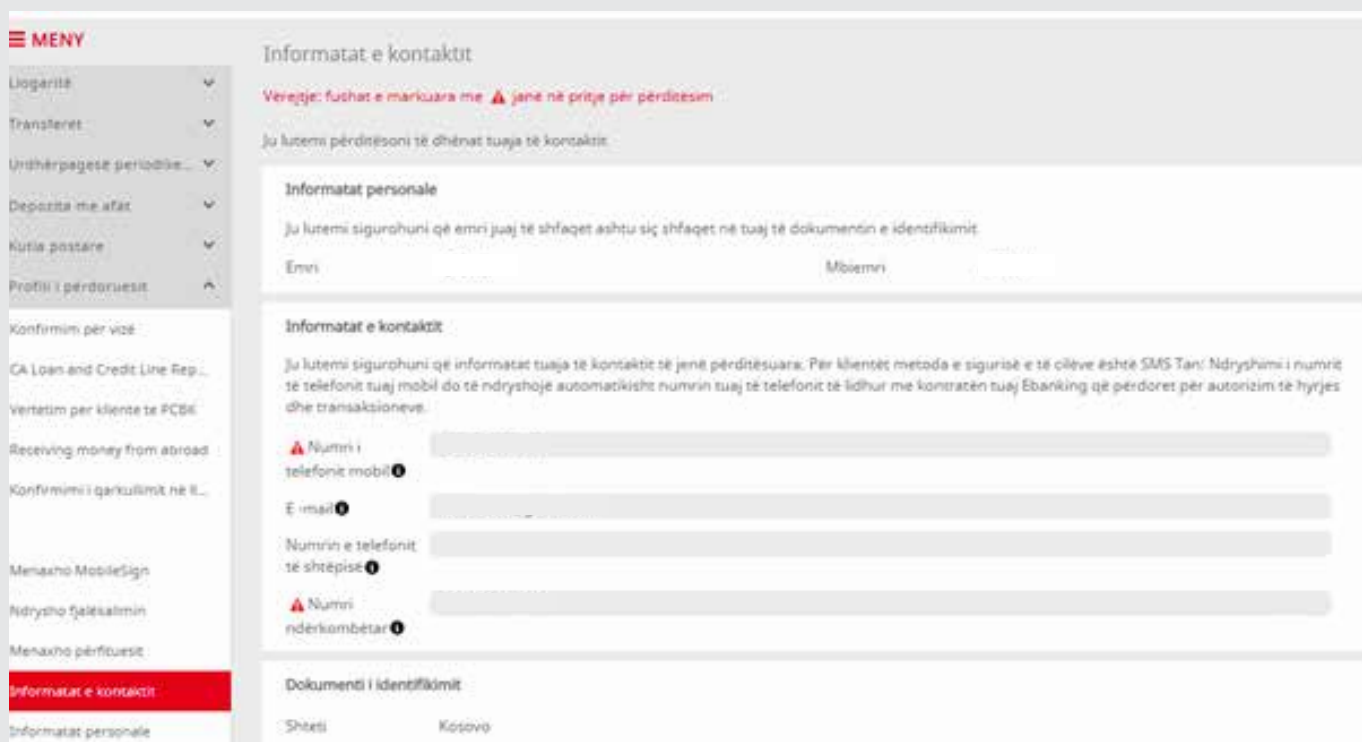 MENY
Llogaritë
Transferet
Urdhërpagesë periodike...
Depozita me afat
Kutia postare
Profili i përdoruesit
Konfirmim për vizë
CA Loan and Credit Line Rep...
Vertetim per kliente te PCBK
Receiving money from abroad
Konfirmimi i qarkullimit në ll...
Menaxho MobileSign
Ndrysho fjalëkalimin
Menaxho përfituesit
Informatat e kontaktit
Informatat personale
Informatat e kontaktit
Vërejtje: fushat e markuara me janë në pritje për përditësim
Ju lutemi përditësoni të dhënat tuaja të kontaktit
Informatat personale
Ju lutemi sigurohuni që emri juaj të shfaqet ashtu siç shfaqet në tuaj të dokumentin e identifikimit
Emri Mbiemri
Informatat e kontaktit
Ju lutemi sigurohuni që informatat tuaja të kontaktit të jenë përditësuara. Për klientët metoda e sigurisë e të cilëve është SMS Tan: Ndryshimi i numrit
të telefonit tuaj mobil do të ndryshojë automatikisht numrin tuaj të telefonit të lidhur me kontratën tuaj Ebanking që përdoret për autorizim të hyrjes
dhe transaksioneve.
Numri i
telefonit mobil
E -mail
Numrin e telefonit
të shtëpisë
Numri
ndërkombëtar
Dokumenti i identifikimit
Shteti Kosovo